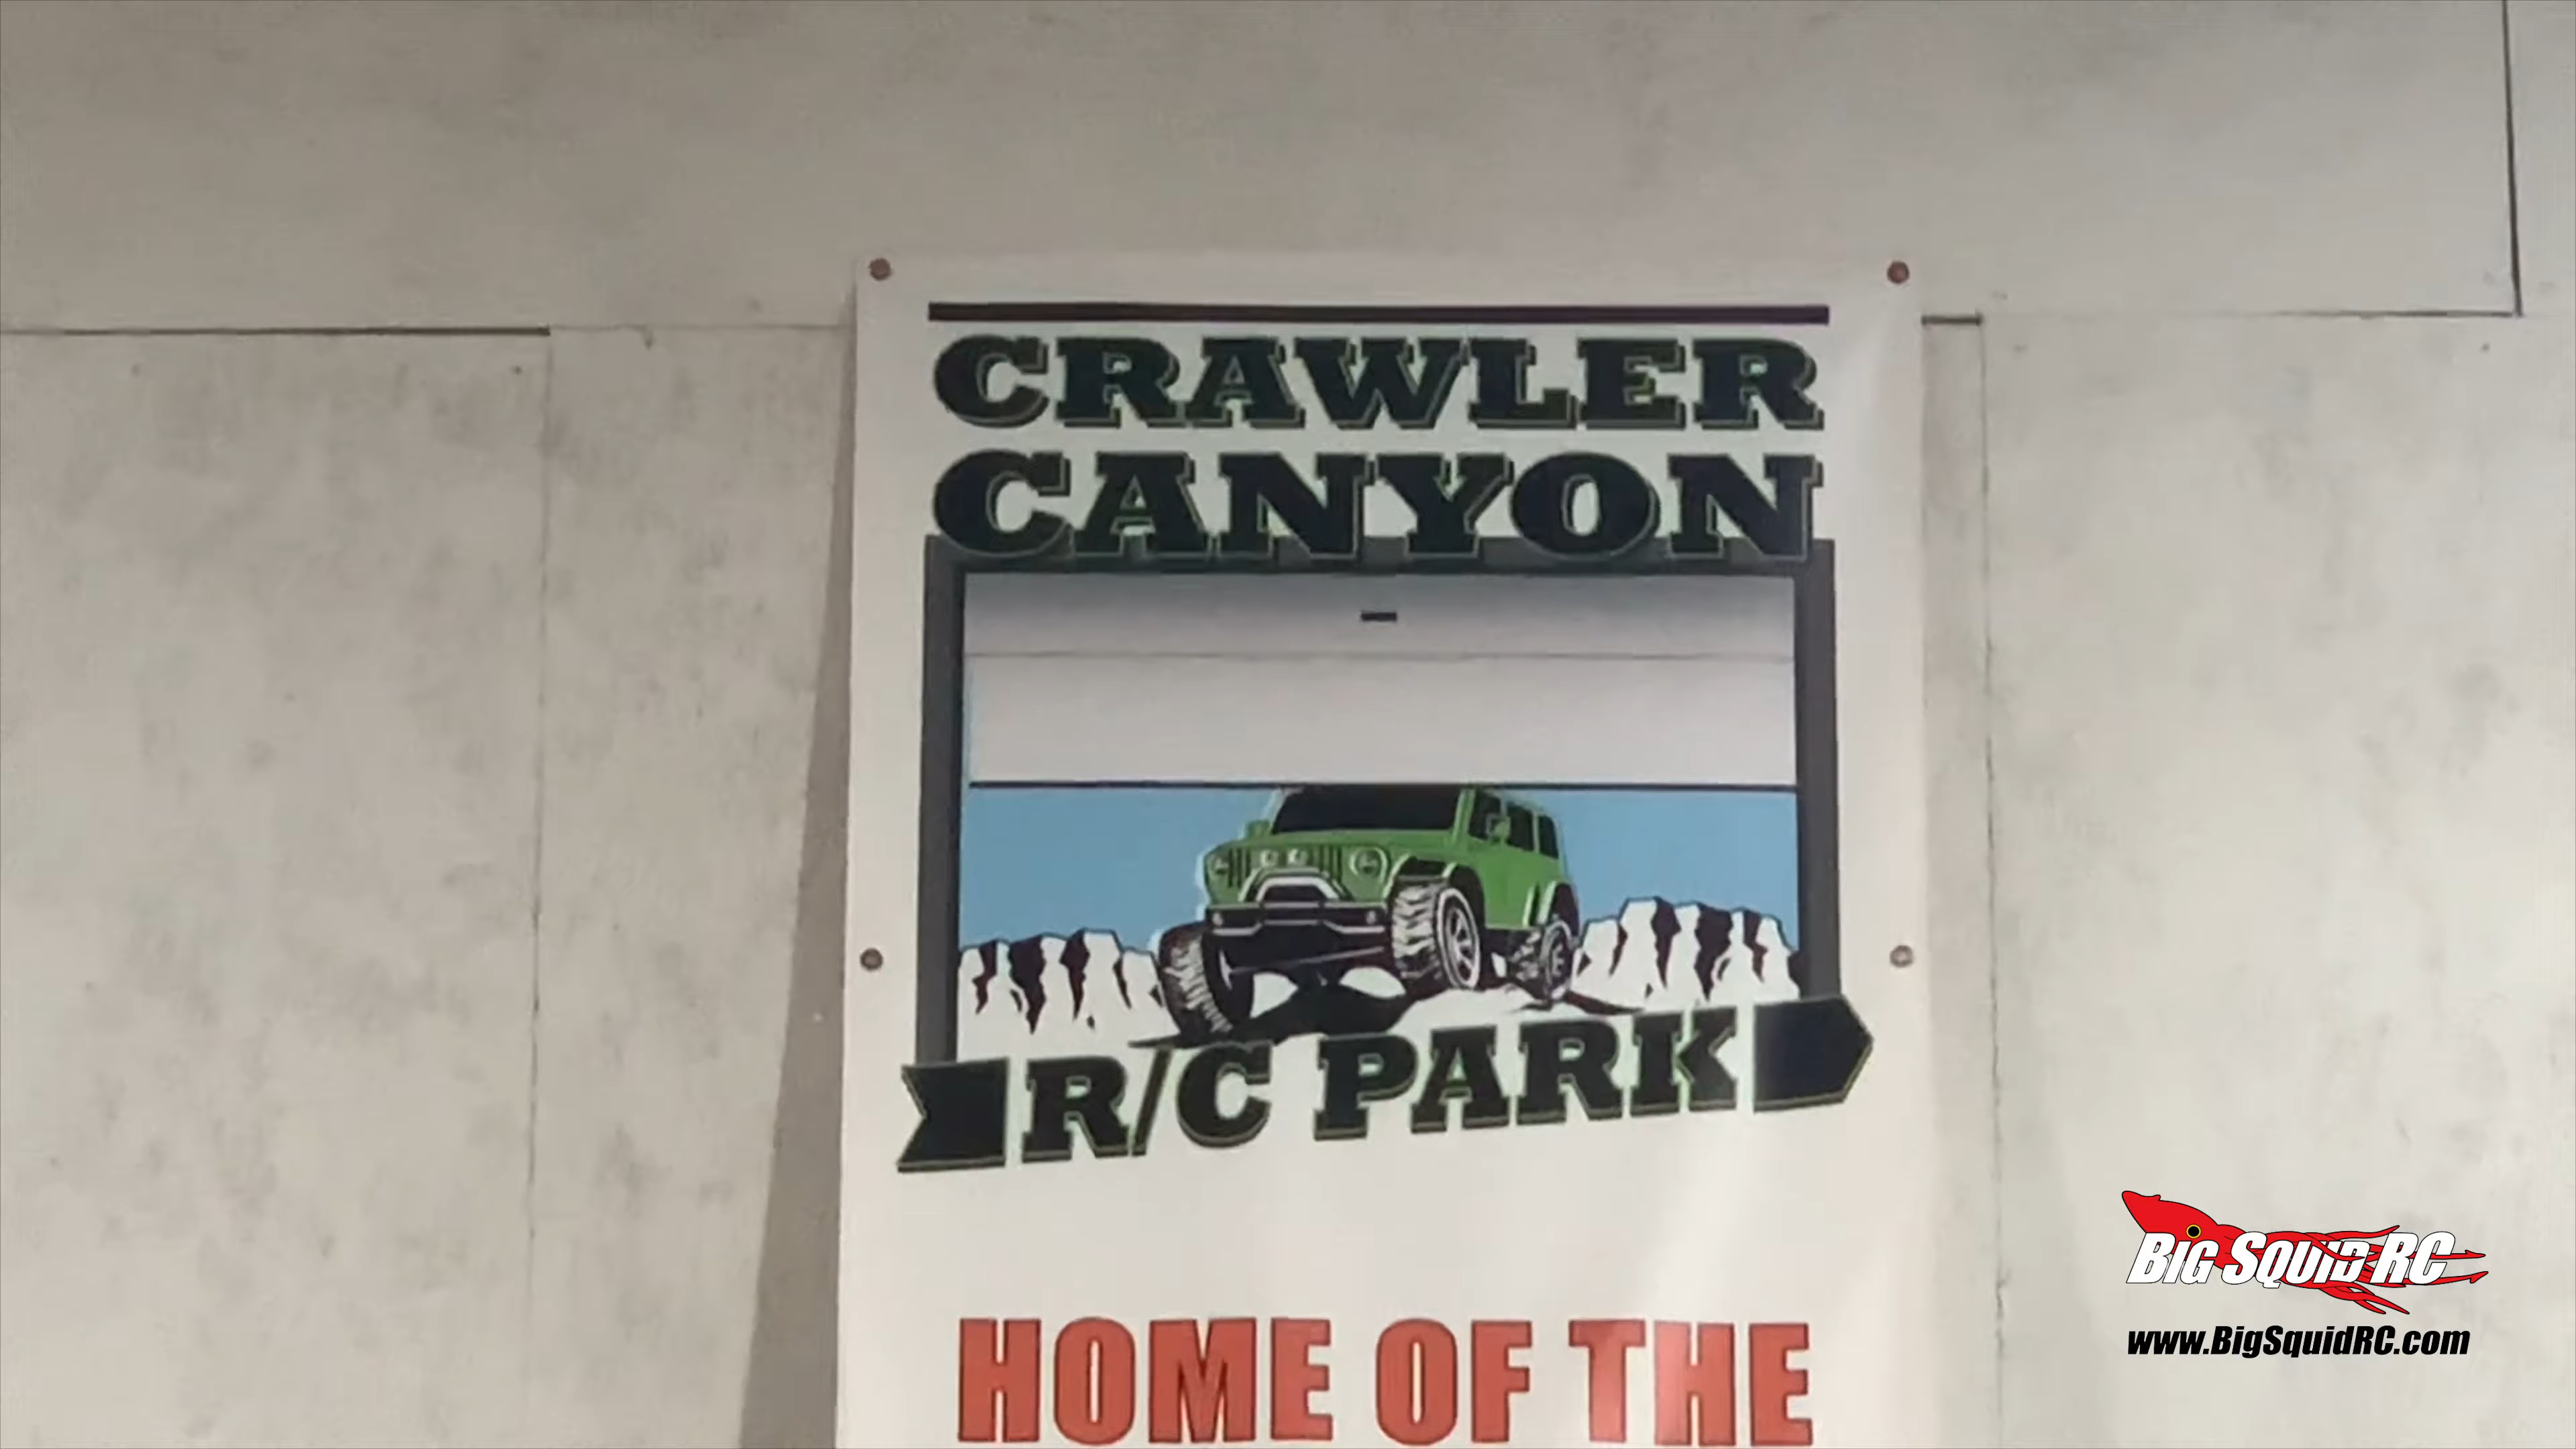 CRAWLER
CANYON
R/C PARK
HOME OF THE
BIG SQUID RC
www.BigSquidRC.com